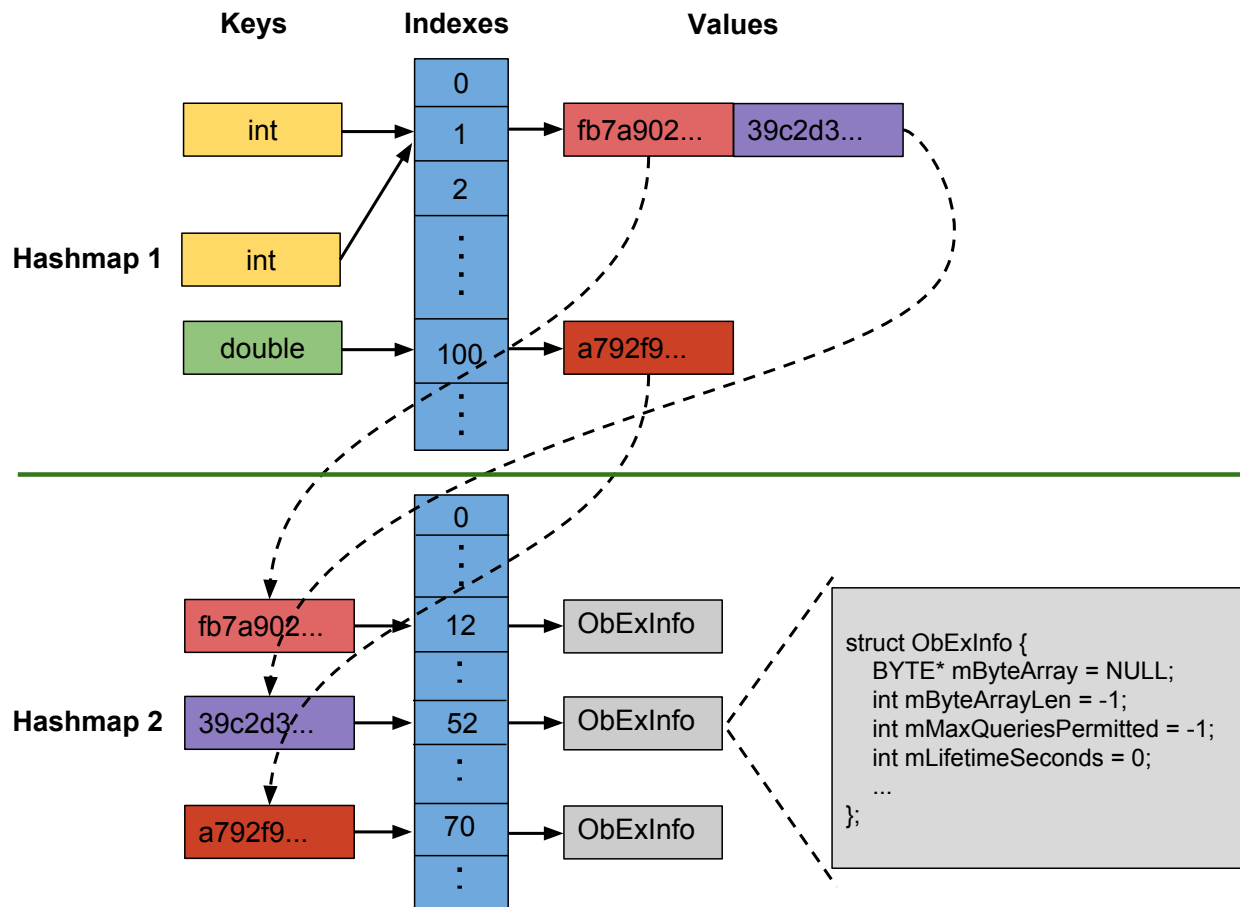 Keys Indexes Values
0
int 1 fb7a902... 39c2d3...
2
Hashmap 1 int
double 100 a792f9...
0
fb7a902... 12 ObExInfo
Hashmap 2 39c2d3... 52 ObExInfo
a792f9... 70 ObExInfo
struct ObExInfo {
BYTE* mByteArray = NULL;
int mByteArrayLen = -1;
int mMaxQueriesPermitted = -1;
int mLifetimeSeconds = 0;
...
};